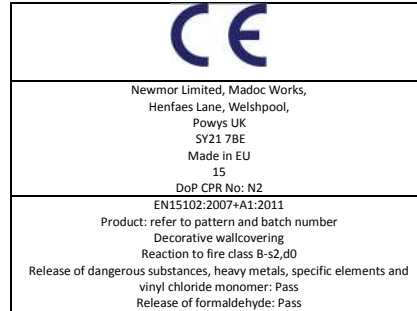 CE
Newmor Limited, Madoc Works,
Henfaes Lane, Welshpool,
Powys UK
SY21 7BE
Made in EU
15
DoP CPR No: N2
EN15102:2007+A1:2011
Product: refer to pattern and batch number
Decorative wallcovering
Reaction to fire class B-s2,d0
Release of dangerous substances, heavy metals, specific elements and
vinyl chloride monomer: Pass
Release of formaldehyde: Pass